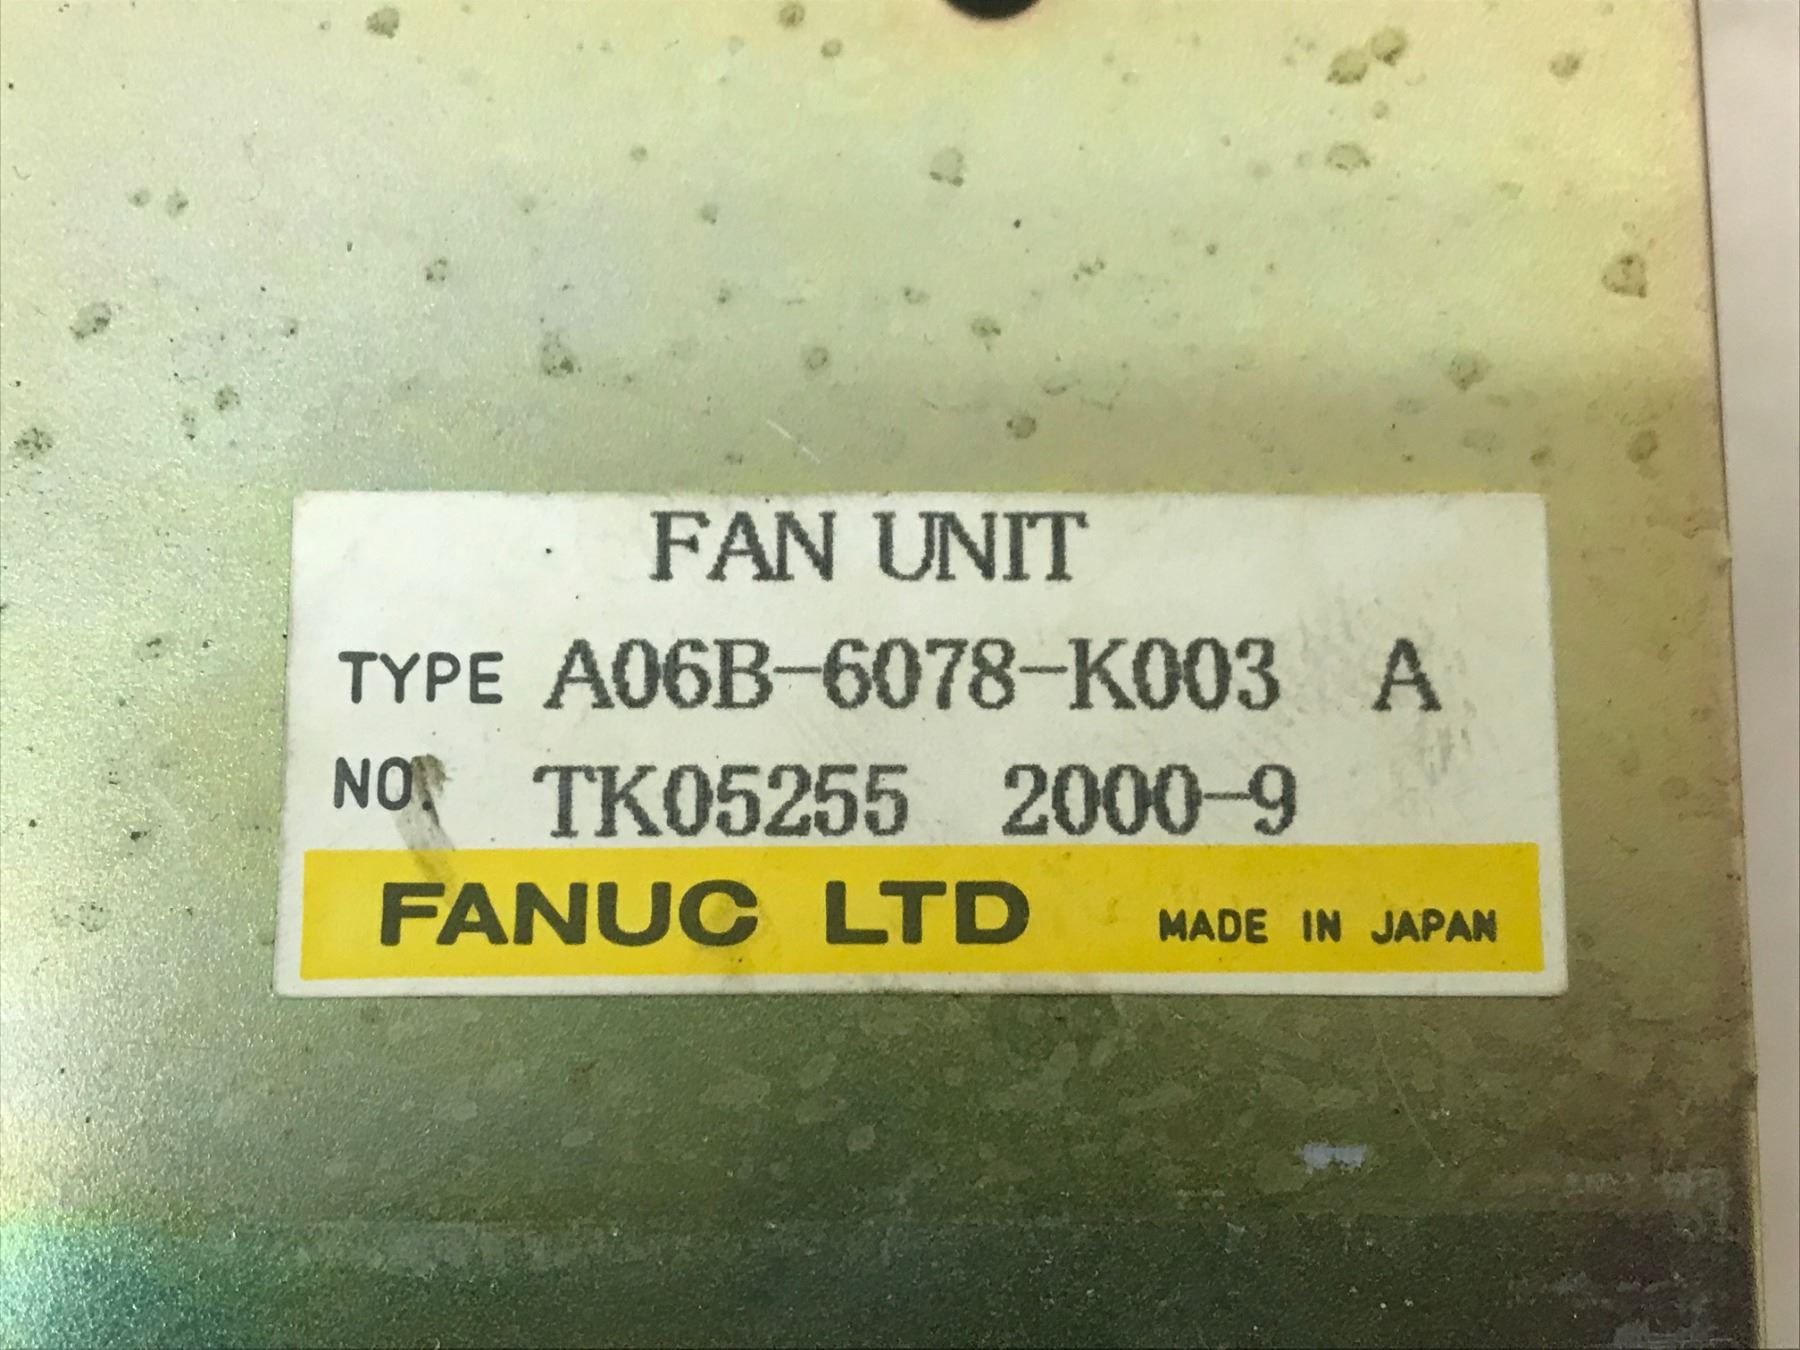 FAN UNIT
TYPE A06B-6078-K003 A
NO. TK05255 2000-9
FANUC LTD MADE IN JAPAN